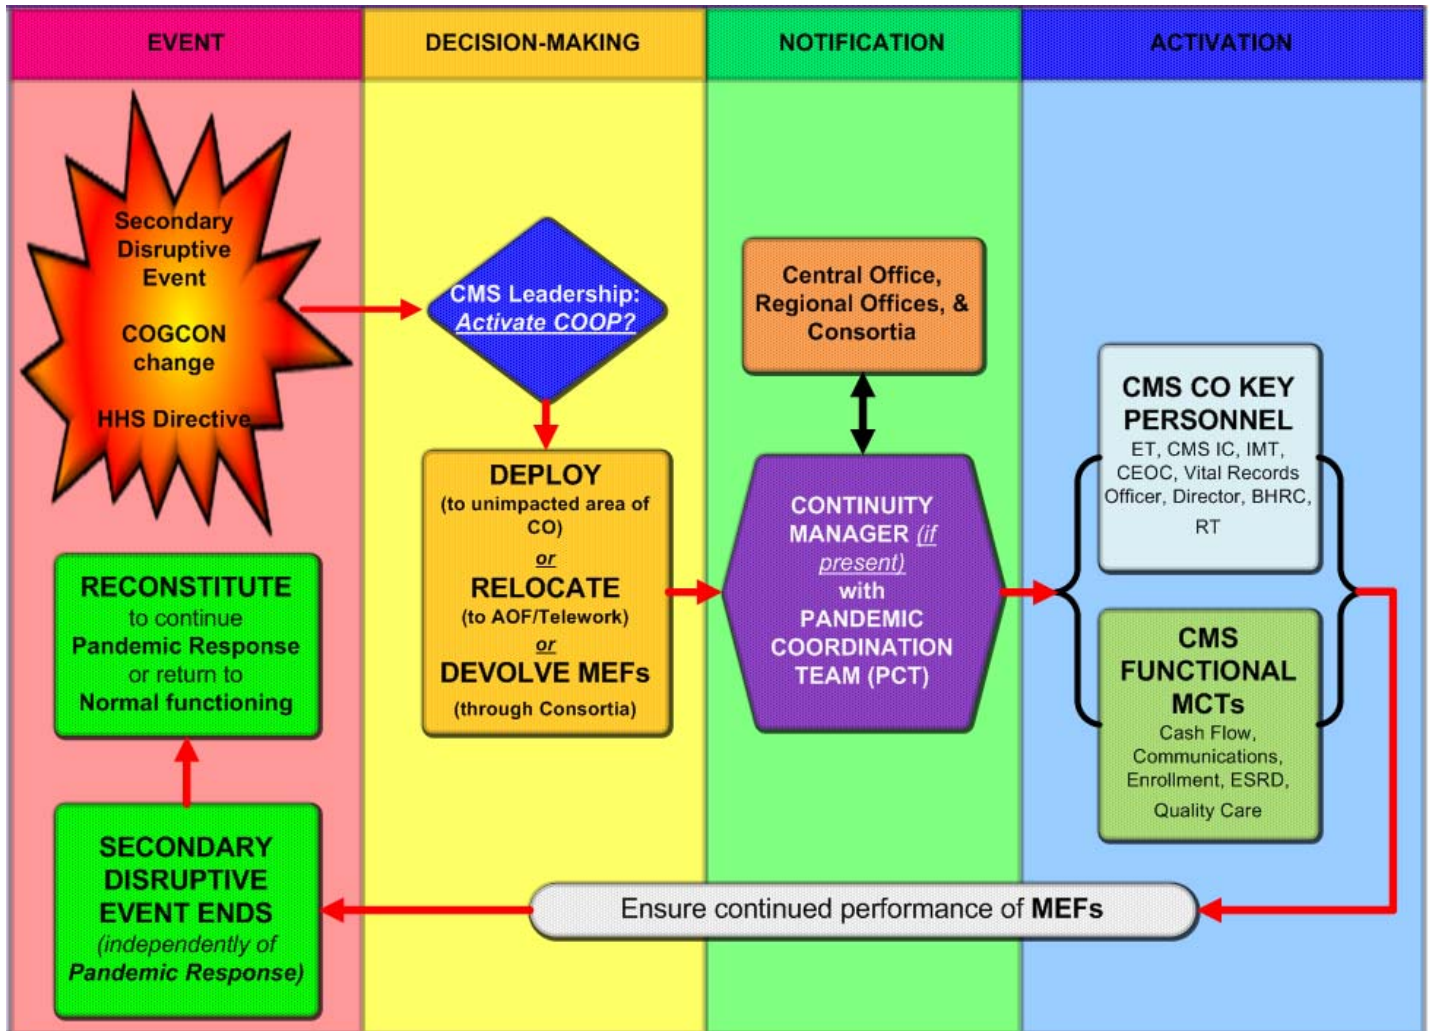 EVENT
DECISION-MAKING
NOTIFICATION
ACTIVATION
Secondary
Disruptive
Event
COGCON
change
HHS Directive
CMS Leadership:
Activate COOP?
DEPLOY
(to unimpacted area of
CO)
or
RELOCATE
(to AOF/Telework)
or
DEVOLVE MEFs
(through Consortia)
Central Office,
Regional Offices, &
Consortia
CONTINUITY
MANAGER (if
present)
with
PANDEMIC
COORDINATION
TEAM (PCT)
CMS CO KEY
PERSONNEL
ET, CMS IC, IMT,
CEOC, Vital Records
Officer, Director, BHRC,
RT
CMS
FUNCTIONAL
MCTs
Cash Flow,
Communications,
Enrollment, ESRD,
Quality Care
Ensure continued performance of MEFs
SECONDARY
DISRUPTIVE
EVENT ENDS
(independently of
Pandemic Response)
RECONSTITUTE
to continue
Pandemic Response
or return to
Normal functioning